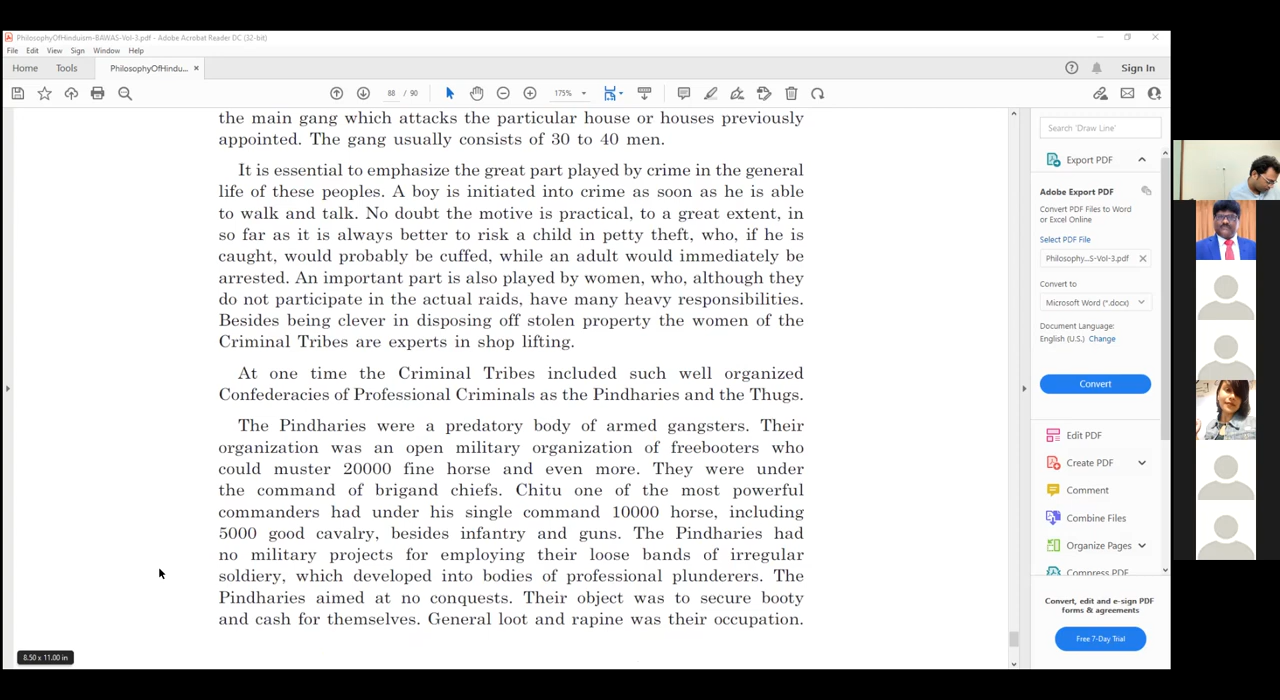 PhilosophyOfHinduism-BAWAS-Vol-3.pdf - Adobe Acrobat Reader DC (32-bit)
File Edit View Sign Window Help
Home Tools PhilosophyOfHindu... × Sign In
88 / 90 175%
the main gang which attacks the particular house or houses previously
appointed. The gang usually consists of 30 to 40 men.
It is essential to emphasize the great part played by crime in the general
life of these peoples. A boy is initiated into crime as soon as he is able
to walk and talk. No doubt the motive is practical, to a great extent, in
so far as it is always better to risk a child in petty theft, who, if he is
caught, would probably be cuffed, while an adult would immediately be
arrested. An important part is also played by women, who, although they
do not participate in the actual raids, have many heavy responsibilities.
Besides being clever in disposing off stolen property the women of the
Criminal Tribes are experts in shop lifting.
At one time the Criminal Tribes included such well organized
Confederacies of Professional Criminals as the Pindharies and the Thugs.
The Pindharies were a predatory body of armed gangsters. Their
organization was an open military organization of freebooters who
could muster 20000 fine horse and even more. They were under
the command of brigand chiefs. Chitu one of the most powerful
commanders had under his single command 10000 horse, including
5000 good cavalry, besides infantry and guns. The Pindharies had
no military projects for employing their loose bands of irregular
soldiery, which developed into bodies of professional plunderers. The
Pindharies aimed at no conquests. Their object was to secure booty
and cash for themselves. General loot and rapine was their occupation.
8.50 x 11.00 in
Search 'Draw Line'
Export PDF
Adobe Export PDF
Convert PDF Files to Word
or Excel Online
Select PDF File
Philosophy...S-Vol-3.pdf
Convert to
Microsoft Word (*.docx)
Document Language:
English (U.S.) Change
Convert
Edit PDF
Create PDF
Comment
Combine Files
Organize Pages
Compress PDF
Convert, edit and e-sign PDF
forms & agreements
Free 7-Day Trial